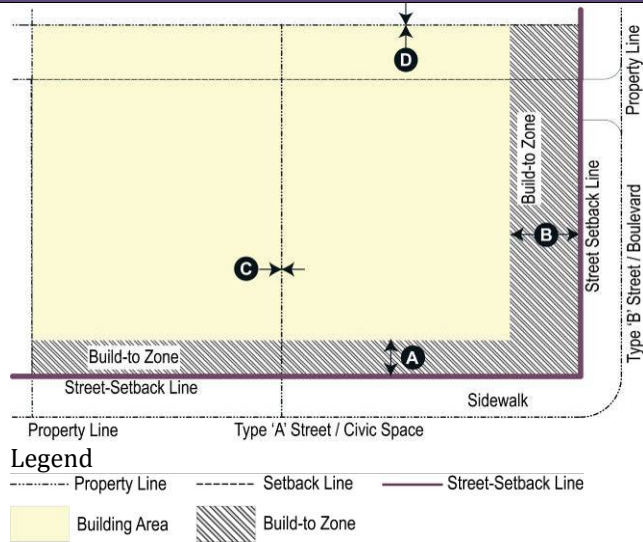 D
Property Line
Build-to Zone
B
Street Setback Line
Type 'B' Street / Boulevard
C
Build-to Zone
A
Street-Setback Line
Sidewalk
Property Line
Type 'A' Street / Civic Space
Legend
Property Line
Setback Line
Street-Setback Line
Building Area
Build-to Zone